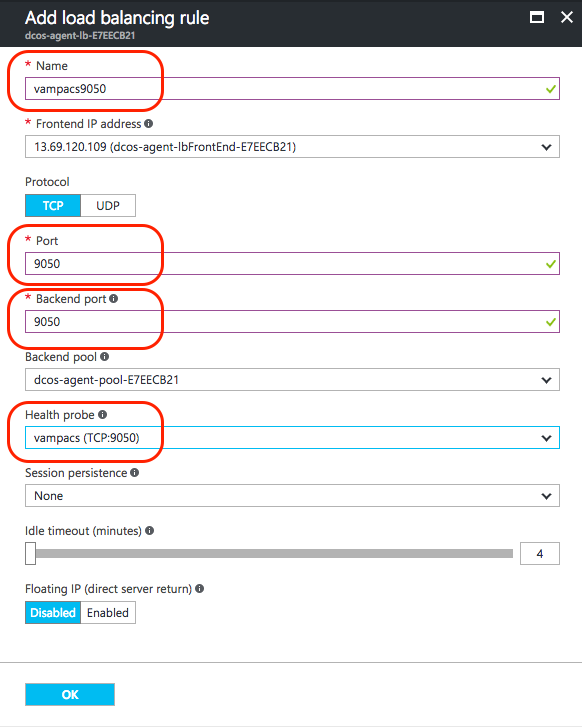 Add load balancing rule
dcos-agent-lb-E7EECB21
* Name
vampacs9050
* Frontend IP address
13.69.120.109 (dcos-agent-lbFrontEnd-E7EECB21)
Protocol
TCP UDP
* Port
9050
* Backend port
9050
Backend pool
dcos-agent-pool-E7EECB21
Health probe
vampacs (TCP:9050)
Session persistence
None
Idle timeout (minutes)
4
Floating IP (direct server return)
Disabled Enabled
OK